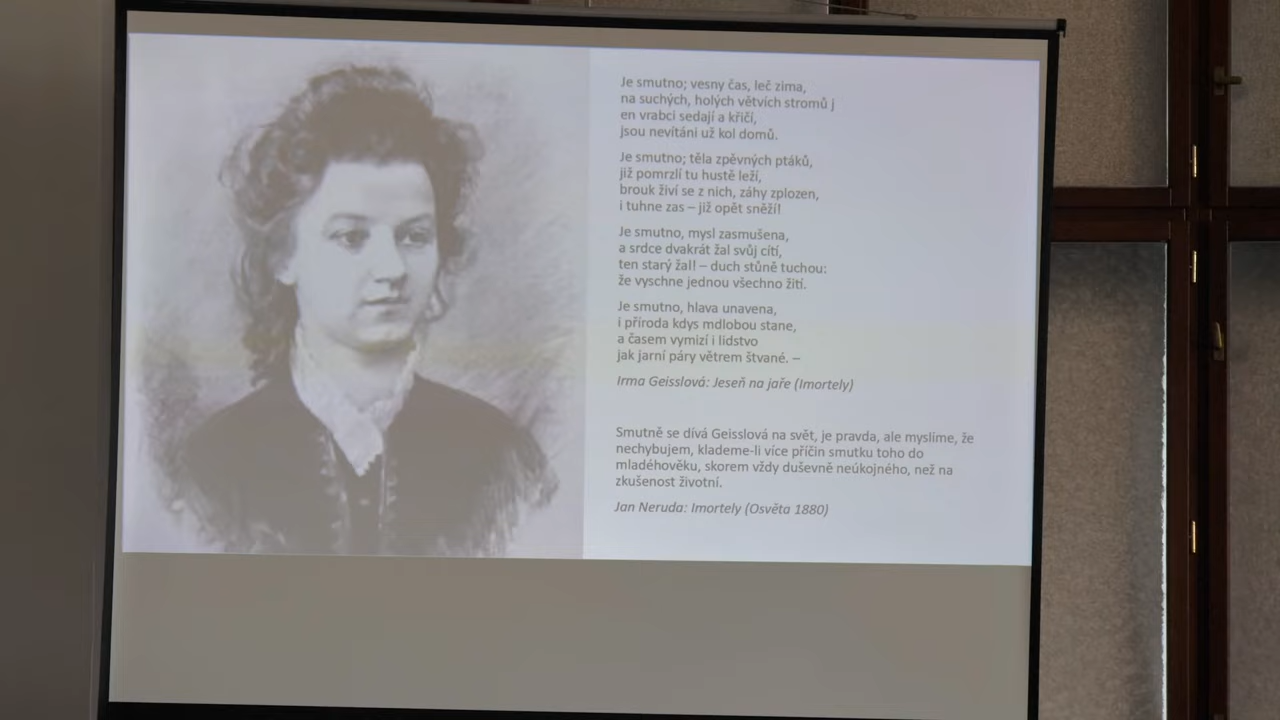 Je smutno; vesny čas, leč zima,
na suchých, holých větvích stromů j
en vrabci sedají a křičí,
jsou nevítáni už kol domů.
Je smutno; těla zpěvných ptáků,
již pomrzlí tu hustě leží,
brouk živí se z nich, záhy zplozen,
i tuhne zas – již opět sněží!
Je smutno, mysl zasmušena,
a srdce dvakrát žal svůj cítí,
ten starý žal! – duch stůně tuchou:
že vyschne jednou všechno žití.
Je smutno, hlava unavena,
i příroda kdys mdlobou stane,
a časem vymizí i lidstvo
jak jarní páry větrem štvané. –
Irma Geisslová: Jeseň na jaře (Imortely)
Smutně se dívá Geisslová na svět, je pravda, ale myslíme, že
nechybujem, klademe-li více příčin smutku toho do
mladéhověku, skorem vždy duševně neúkojného, než na
zkušenost životní.
Jan Neruda: Imortely (Osvěta 1880)